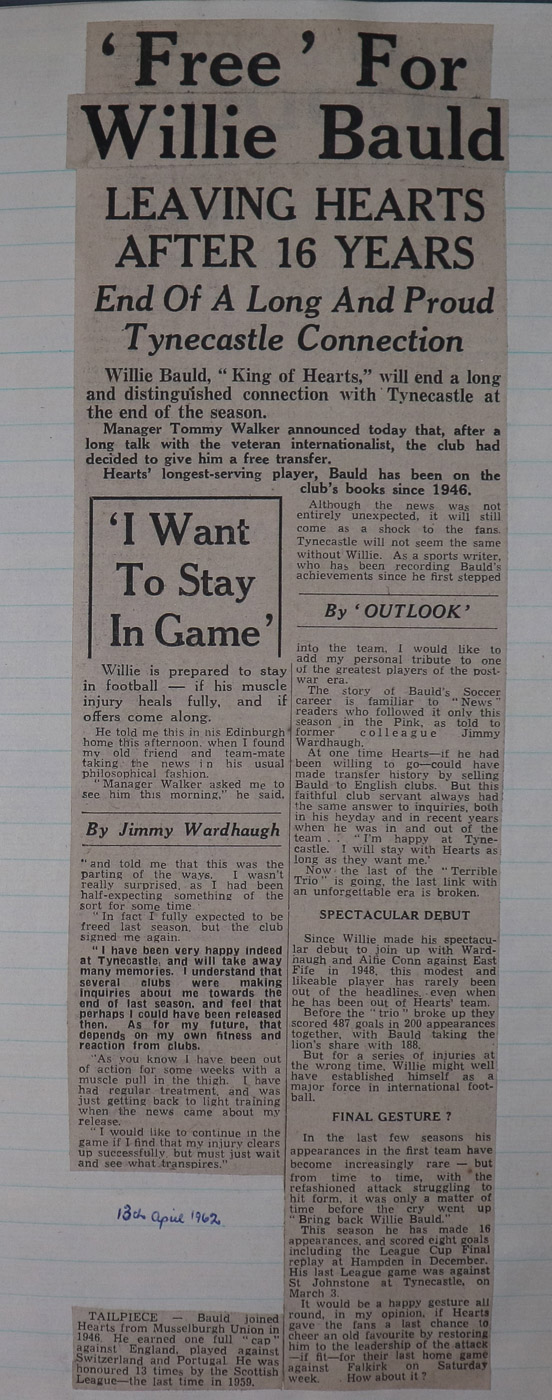 ‘Free’ For
Willie Bauld
LEAVING HEARTS
AFTER 16 YEARS
End Of A Long And Proud
Tynecastle Connection
Willie Bauld, “King of Hearts,” will end a long
and distinguished connection with Tynecastle at
the end of the season.
Manager Tommy Walker announced today that, after a
long talk with the veteran internationalist, the club had
decided to give him a free transfer.
Hearts’ longest-serving player, Bauld has been on the
club’s books since 1946.
‘I Want
To Stay
In Game’
Willie is prepared to stay
in football — if his muscle
injury heals fully, and if
offers come along.
He told me this in his Edinburgh
home this afternoon, when I found
my old friend and team-mate
taking the news in his usual
philosophical fashion.
“Manager Walker asked me to
see him this morning,” he said,
By Jimmy Wardhaugh
“and told me that this was the
parting of the ways. I wasn’t
really surprised, as I had been
half-expecting something of the
sort for some time.
“In fact I fully expected to be
freed last season, but the club
signed me again.
“I have been very happy indeed
at Tynecastle, and will take away
many memories. I understand that
several clubs were making
inquiries about me towards the
end of last season, and feel that
perhaps I could have been released
then. As for my future, that
depends on my own fitness and
reaction from clubs.
“As you know I have been out
of action for some weeks with a
muscle pull in the thigh. I have
had regular treatment, and was
just getting back to light training
when the news came about my
release.
“I would like to continue in the
game if I find that my injury clears
up successfully, but must just wait
and see what transpires.”
13th April 1962
TAILPIECE — Bauld joined
Hearts from Musselburgh Union in
1946. He earned one full “cap”
against England, played against
Switzerland and Portugal. He was
honoured 13 times by the Scottish
League—the last time in 1959.
Although the news was not
entirely unexpected, it will still
come as a shock to the fans.
Tynecastle will not seem the same
without Willie. As a sports writer,
who has been recording Bauld’s
achievements since he first stepped
By ‘OUTLOOK’
into the team, I would like to
add my personal tribute to one
of the greatest players of the post-
war era.
The story of Bauld’s Soccer
career is familiar to “News”
readers who followed it only this
season in the Pink, as told to
former colleague Jimmy
Wardhaugh.
At one time Hearts—if he had
been willing to go—could have
made transfer history by selling
Bauld to English clubs. But this
faithful club servant always had
the same answer to inquiries, both
in his heyday and in recent years
when he was in and out of the
team . . “I’m happy at Tyne-
castle. I will stay with Hearts as
long as they want me.’
Now the last of the “Terrible
Trio” is going, the last link with
an unforgettable era is broken.
SPECTACULAR DEBUT
Since Willie made his spectacu-
lar debut to join up with Ward-
haugh and Alfie Conn against East
Fife in 1948, this modest and
likeable player has rarely been
out of the headlines, even when
he has been out of Hearts’ team.
Before the “trio” broke up they
scored 487 goals in 200 appearances
together, with Bauld taking the
lion’s share with 188.
But for a series of injuries at
the wrong time, Willie might well
have established himself as a
major force in international foot-
ball.
FINAL GESTURE ?
In the last few seasons his
appearances in the first team have
become increasingly rare — but
from time to time, with the
refashioned attack struggling to
hit form, it was only a matter of
time before the cry went up
“Bring back Willie Bauld.”
This season he has made 16
appearances, and scored eight goals
including the League Cup Final
replay at Hampden in December.
His last League game was against
St Johnstone at Tynecastle, on
March 3.
It would be a happy gesture all
round, in my opinion, if Hearts
gave the fans a last chance to
cheer an old favourite by restoring
him to the leadership of the attack
—if fit—for their last home game
against Falkirk on Saturday
week. How about it ?